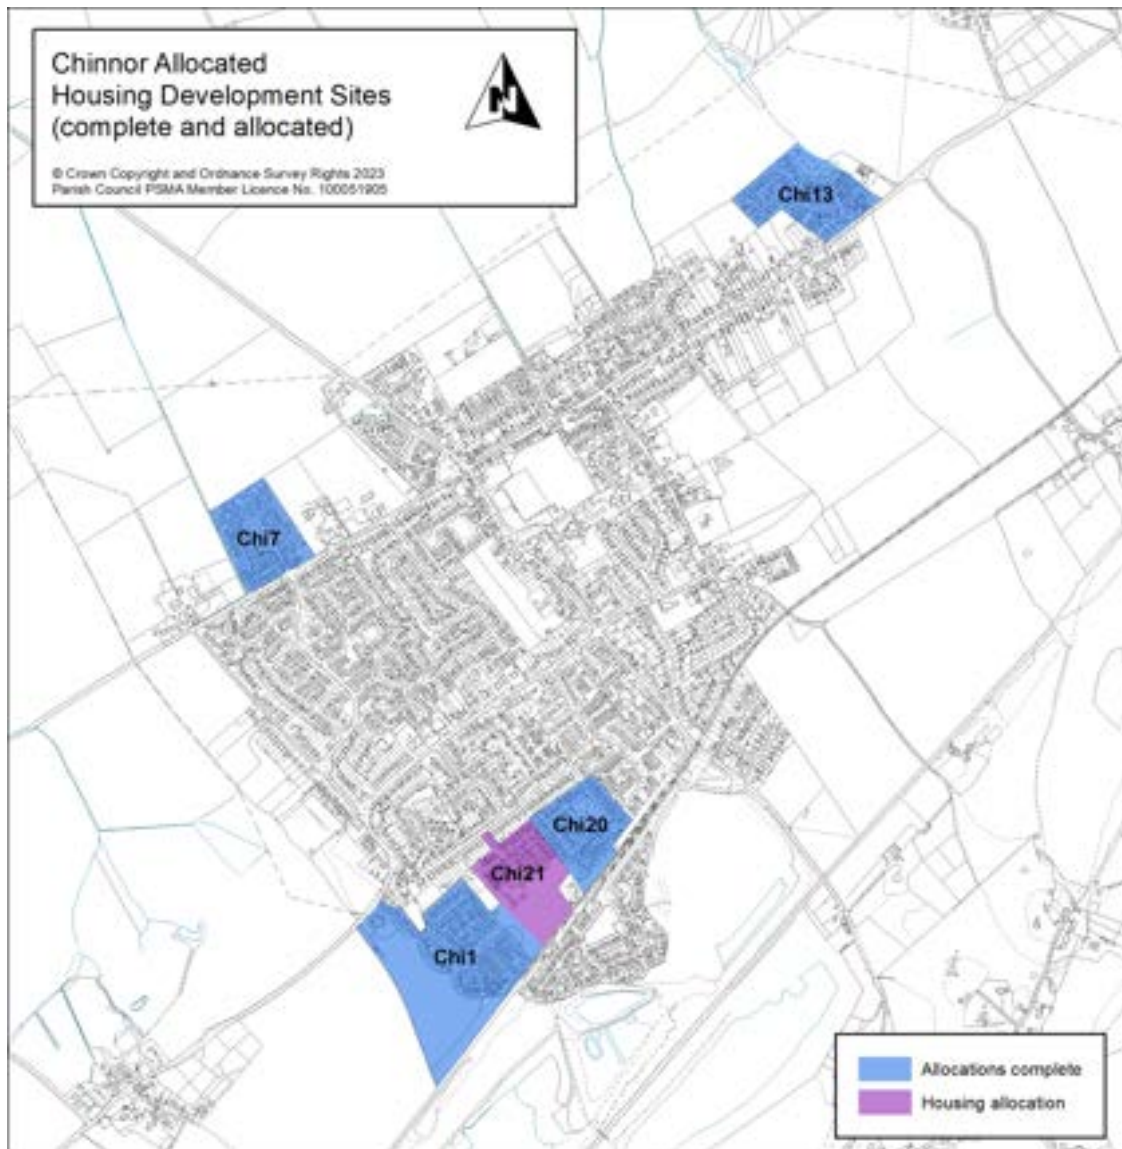 Chinnor Allocated
Housing Development Sites
(complete and allocated)
N
© Crown Copyright and Ordnance Survey Rights 2023
Parish Council PSMA Member Licence No. 100051905
Chi13
Chi7
Chi20
Chi21
Chi1
Allocations complete
Housing allocation